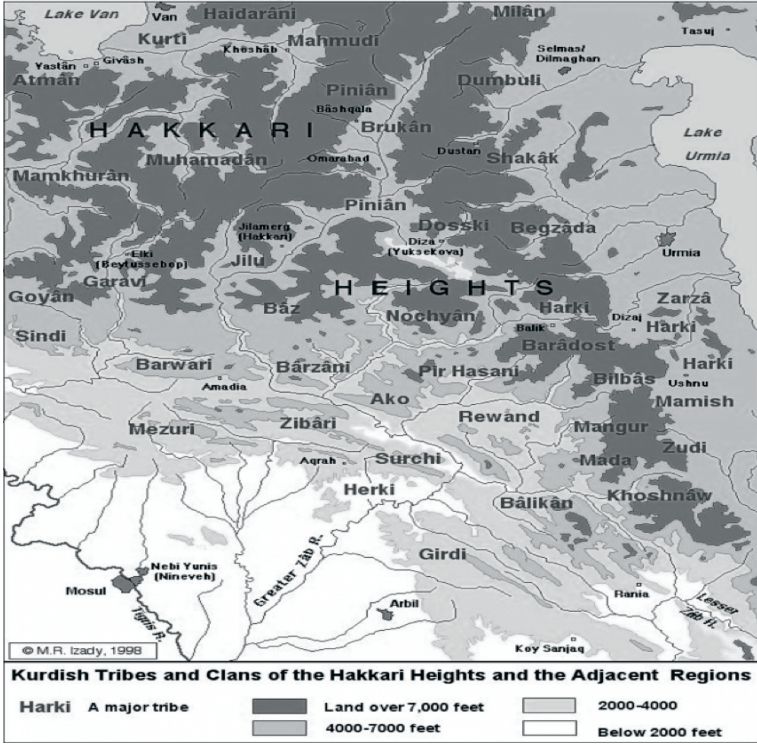 Lake Van
Van
Haidarâni
Milân
Tasuj
Kurti
Khoshâb
Mahmudi
Selmas/
Dilmaghan
Yastân
Givâsh
Atmân
Piniân
Dumbuli
Bâshqala
Brukân
Lake
Urmia
HAKKARI
Muhamadân
Omarabad
Dustan
Shakâk
Mamkhurân
Piniân
Jilamerg
(Hakkari)
Dosski
Begzâda
Diza
(Yuksekova)
Urmia
Elki
(Beytussebop)
Jilu
Garavi
HEIGHTS
Goyân
Bâz
Nochyân
Harki
Zarzâ
Dizaj
Sindi
Balik
Harki
Barâdost
Barwari
Bârzâni
Pir Hasani
Harki
Bilbâs
Ushnu
Amadia
Ako
Mamish
Rewând
Mezuri
Zibâri
Mangur
Zudi
Aqrah
Surchi
Mâda
Herki
Bâlikân
Khoshnâw
Girdi
Nebi Yunis
(Nineveh)
Greater Zâb R.
Mosul
Rania
Lesser
Zâb R.
Tigris R.
Arbil
Koy Sanjaq
© M.R. Izady, 1998
Kurdish Tribes and Clans of the Hakkari Heights and the Adjacent Regions
Harki A major tribe
Land over 7,000 feet
2000-4000
4000-7000 feet
Below 2000 feet